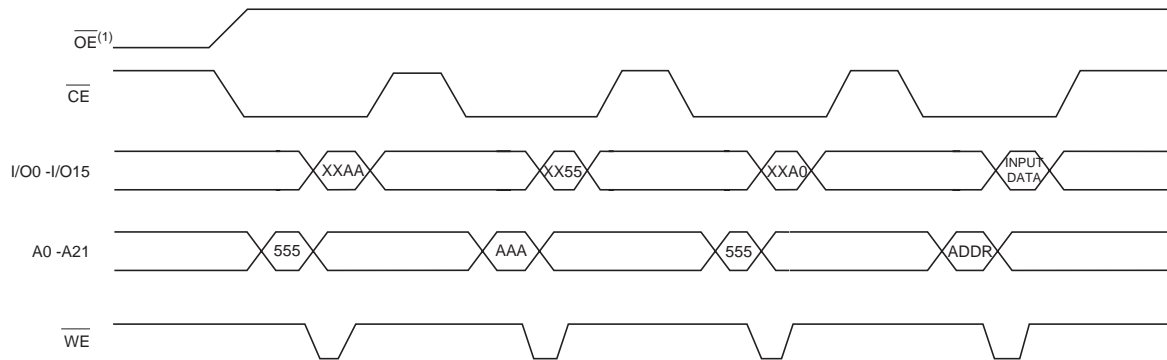 OE(1)
CE
I/O0 -I/O15
XXAA
XX55
XXA0
INPUT
DATA
A0 -A21
555
AAA
555
ADDR
WE